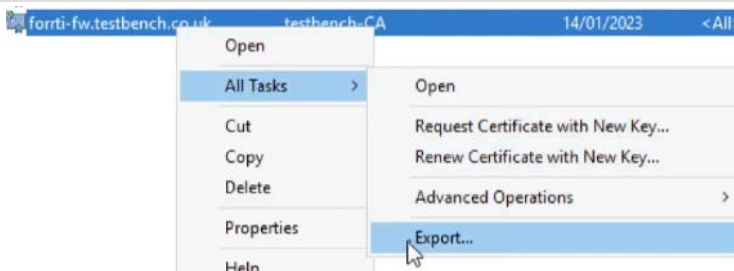 forrti-fw.testbench.co.uk testbench-CA 14/01/2023 <All>
Open
All Tasks >
Cut
Copy
Delete
Properties
Help
Open
Request Certificate with New Key...
Renew Certificate with New Key...
Advanced Operations >
Export...